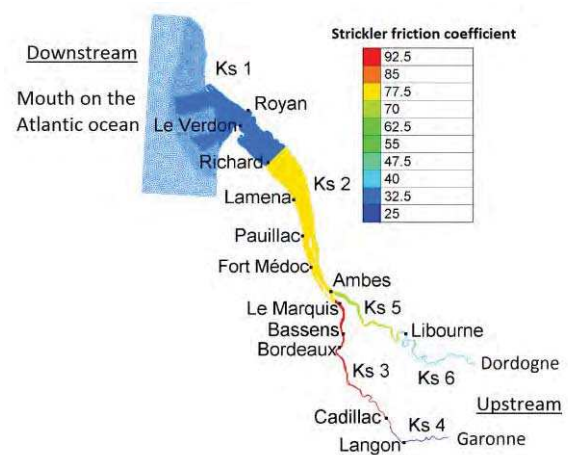 Strickler friction coefficient
Downstream
Ks 1
92.5
85
77.5
70
62.5
55
47.5
40
32.5
25
Mouth on the
Atlantic ocean
Royan
Le Verdon
Richard
Ks 2
Lamena
Pauillac
Fort Médoc
Ambes
Le Marquis
Ks 5
Bassens
Libourne
Bordeaux
Ks 3
Ks 6
Dordogne
Upstream
Cadillac
Ks 4
Langon
Garonne